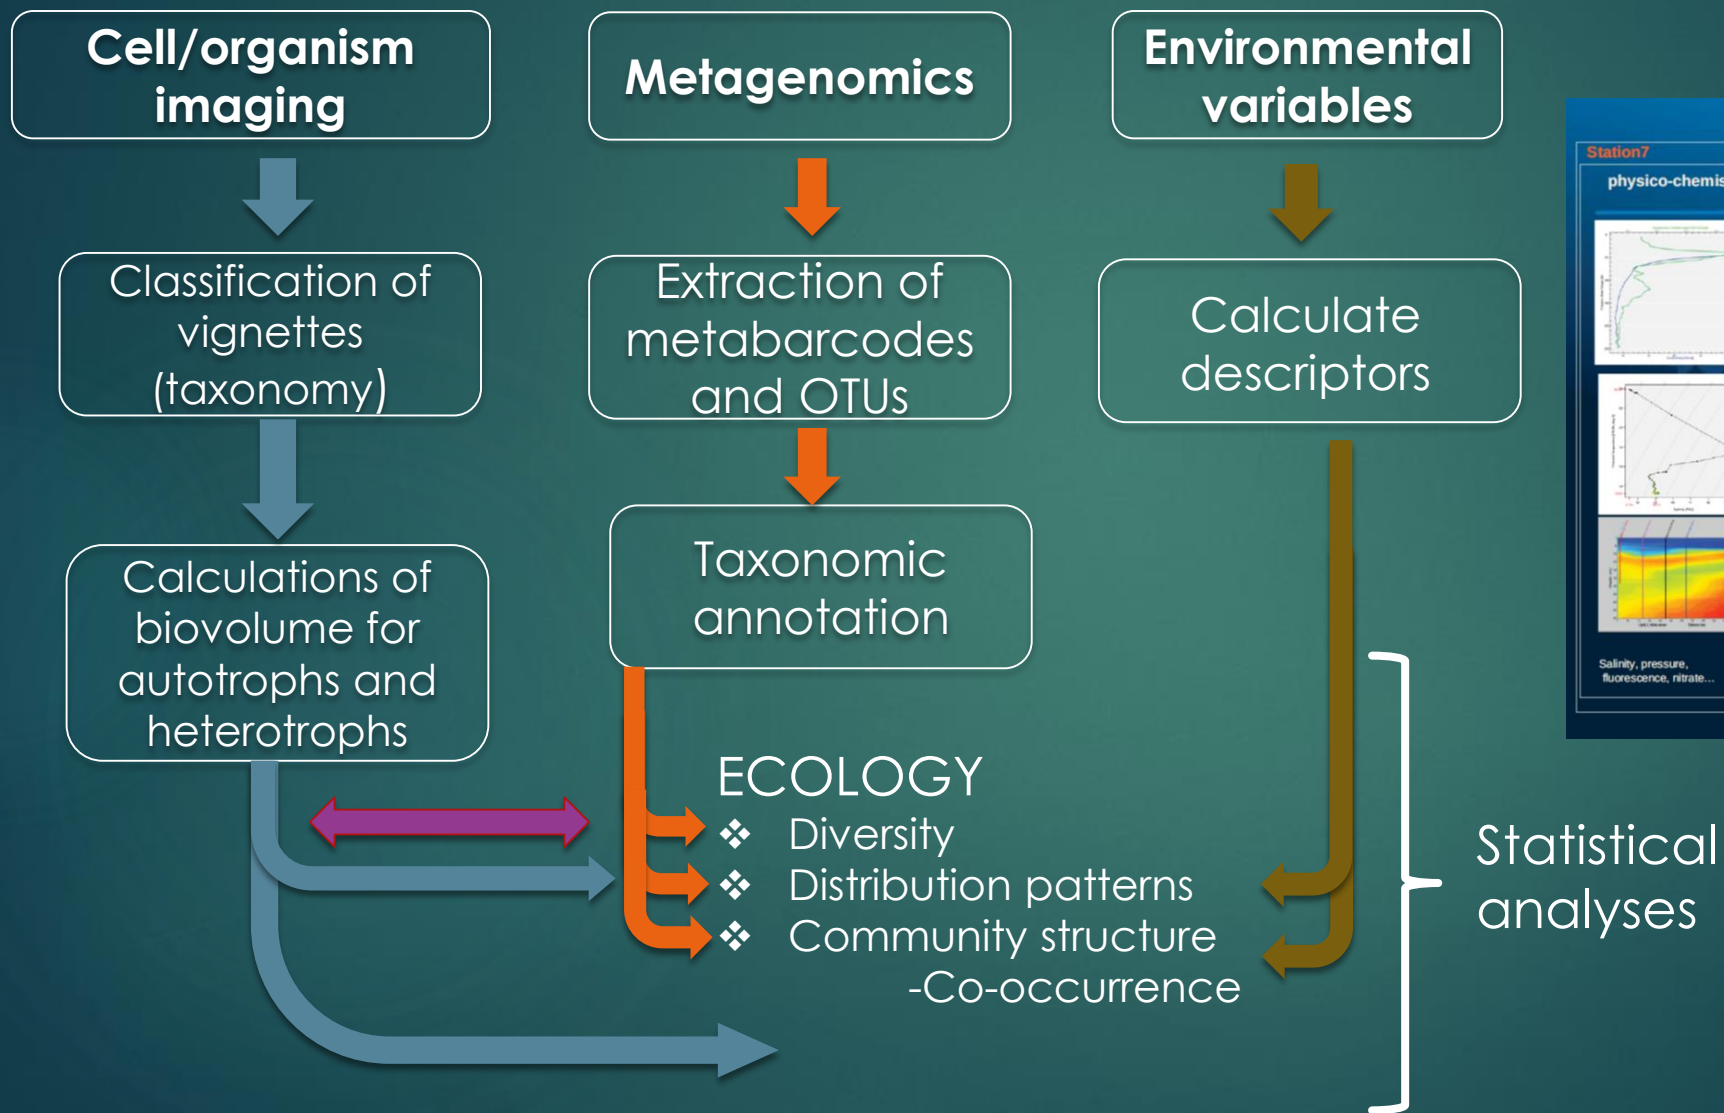 Cell/organism
imaging
Metagenomics
Environmental
variables
Classification of
vignettes
(taxonomy)
Extraction of
metabarcodes
and OTUs
Calculate
descriptors
Calculations of
biovolume for
autotrophs and
heterotrophs
Taxonomic
annotation
ECOLOGY
❖ Diversity
❖ Distribution patterns
❖ Community structure
-Co-occurrence
Statistical
analyses
Station7
physico-chemis
Salinity, pressure,
fluorescence, nitrate...